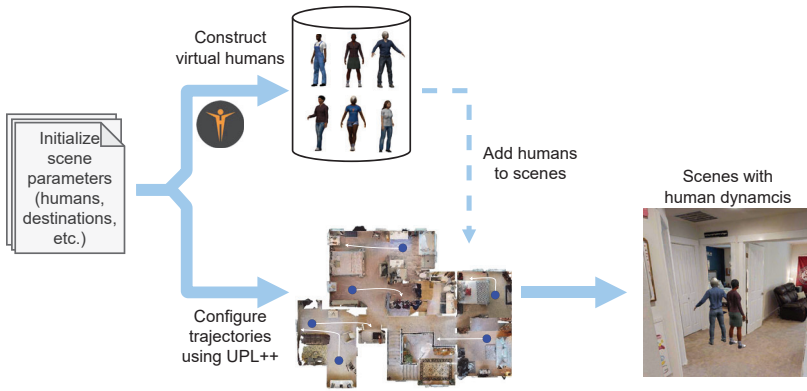 Construct
virtual humans
Initialize
scene
parameters
(humans,
destinations,
etc.)
Add humans
to scenes
Scenes with
human dynamcis
Configure
trajectories
using UPL++